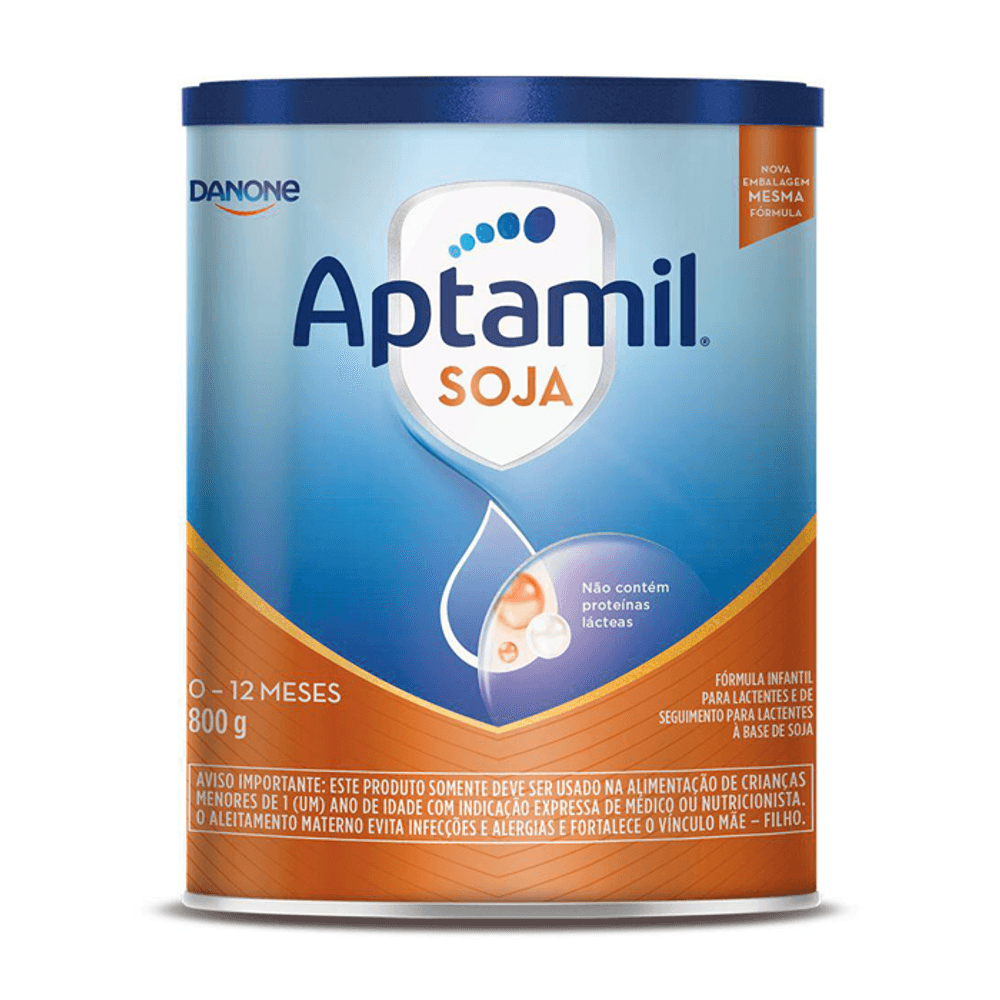 DANONE
NOVA
EMBALAGEM
MESMA
FÓRMULA
Aptamil®
SOJA
Não contém
proteínas
lácteas
0 – 12 MESES
800 g
FÓRMULA INFANTIL
PARA LACTENTES E DE
SEGUIMENTO PARA LACTENTES
À BASE DE SOJA
AVISO IMPORTANTE: ESTE PRODUTO SOMENTE DEVE SER USADO NA ALIMENTAÇÃO DE CRIANÇAS
MENORES DE 1 (UM) ANO DE IDADE COM INDICAÇÃO EXPRESSA DE MÉDICO OU NUTRICIONISTA.
O ALEITAMENTO MATERNO EVITA INFECÇÕES E ALERGIAS E FORTALECE O VÍNCULO MÃE – FILHO.